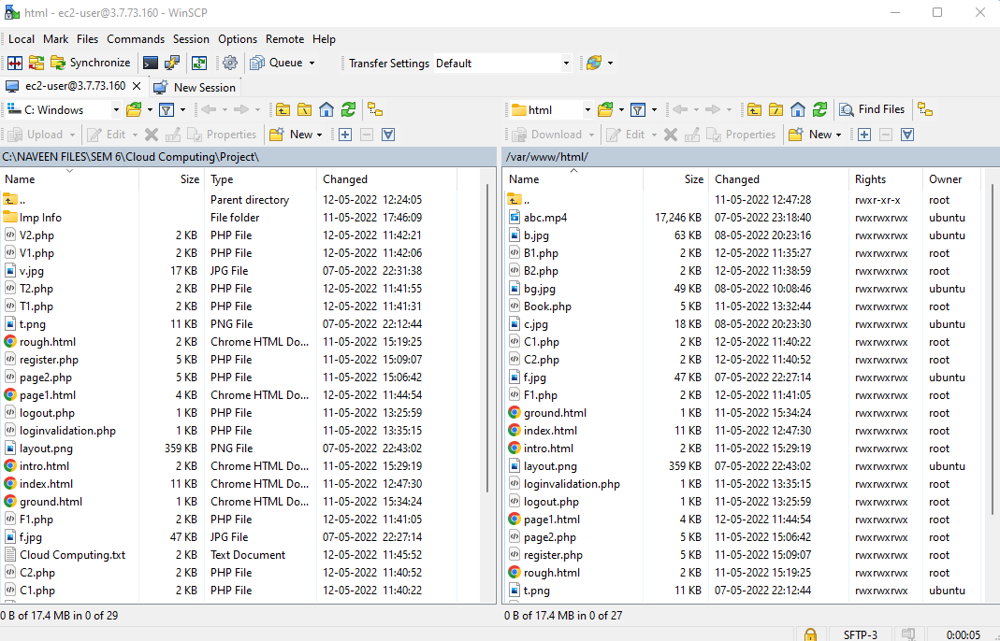 html - ec2-user@3.7.73.160 - WinSCP
Local Mark Files Commands Session Options Remote Help
Synchronize Queue Transfer Settings Default
ec2-user@3.7.73.160 New Session
C: Windows html Find Files
Upload Edit Properties New Download Edit Properties New
C:\NAVEEN FILES\SEM 6\Cloud Computing\Project\ /var/www/html/
Name Size Type Changed Name Size Changed Rights Owner
.. Parent directory 12-05-2022 12:24:05 .. 11-05-2022 12:47:28 rwxr-xr-x root
Imp Info File folder 11-05-2022 17:46:09 abc.mp4 17,246 KB 07-05-2022 23:18:40 rwxrwxrwx ubuntu
V2.php 2 KB PHP File 12-05-2022 11:42:21 b.jpg 63 KB 08-05-2022 20:23:16 rwxrwxrwx ubuntu
V1.php 2 KB PHP File 12-05-2022 11:42:06 B1.php 2 KB 12-05-2022 11:35:27 rwxrwxrwx root
v.jpg 17 KB JPG File 07-05-2022 22:31:38 B2.php 2 KB 12-05-2022 11:38:59 rwxrwxrwx root
T2.php 2 KB PHP File 12-05-2022 11:41:55 bg.jpg 49 KB 08-05-2022 10:08:46 rwxrwxrwx ubuntu
T1.php 2 KB PHP File 12-05-2022 11:41:31 Book.php 5 KB 11-05-2022 13:32:44 rwxrwxrwx root
t.png 11 KB PNG File 07-05-2022 22:12:44 c.jpg 18 KB 08-05-2022 20:23:30 rwxrwxrwx ubuntu
rough.html 2 KB Chrome HTML Do... 11-05-2022 15:19:25 C1.php 2 KB 12-05-2022 11:40:22 rwxrwxrwx root
register.php 5 KB PHP File 11-05-2022 15:09:07 C2.php 2 KB 12-05-2022 11:40:52 rwxrwxrwx root
page2.php 5 KB PHP File 11-05-2022 15:06:42 f.jpg 47 KB 07-05-2022 22:27:14 rwxrwxrwx ubuntu
page1.html 4 KB Chrome HTML Do... 12-05-2022 11:44:54 F1.php 2 KB 12-05-2022 11:41:05 rwxrwxrwx root
logout.php 1 KB PHP File 11-05-2022 13:25:59 ground.html 1 KB 11-05-2022 15:34:24 rwxrwxrwx root
loginvalidation.php 1 KB PHP File 11-05-2022 13:35:15 index.html 11 KB 11-05-2022 12:47:30 rwxrwxrwx root
layout.png 359 KB PNG File 07-05-2022 22:43:02 intro.html 2 KB 11-05-2022 15:29:19 rwxrwxrwx root
intro.html 2 KB Chrome HTML Do... 11-05-2022 15:29:19 layout.png 359 KB 07-05-2022 22:43:02 rwxrwxrwx ubuntu
index.html 11 KB Chrome HTML Do... 11-05-2022 12:47:30 loginvalidation.php 1 KB 11-05-2022 13:35:15 rwxrwxrwx root
ground.html 1 KB Chrome HTML Do... 11-05-2022 15:34:24 logout.php 1 KB 11-05-2022 13:25:59 rwxrwxrwx root
F1.php 2 KB PHP File 12-05-2022 11:41:05 page1.html 4 KB 12-05-2022 11:44:54 rwxrwxrwx root
f.jpg 47 KB JPG File 07-05-2022 22:27:14 page2.php 5 KB 11-05-2022 15:06:42 rwxrwxrwx root
Cloud Computing.txt 2 KB Text Document 12-05-2022 11:45:52 register.php 5 KB 11-05-2022 15:09:07 rwxrwxrwx root
C2.php 2 KB PHP File 12-05-2022 11:40:52 rough.html 2 KB 11-05-2022 15:19:25 rwxrwxrwx root
C1.php 2 KB PHP File 12-05-2022 11:40:22 t.png 11 KB 07-05-2022 22:12:44 rwxrwxrwx ubuntu
0 B of 17.4 MB in 0 of 29 0 B of 17.4 MB in 0 of 27
SFTP-3 0:00:05